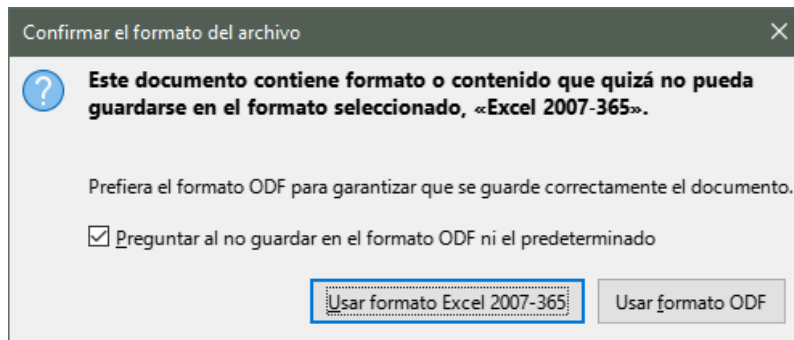 Confirmar el formato del archivo
Este documento contiene formato o contenido que quizá no pueda
guardarse en el formato seleccionado, «Excel 2007-365».
Prefiera el formato ODF para garantizar que se guarde correctamente el documento.
Preguntar al no guardar en el formato ODF ni el predeterminado
Usar formato Excel 2007-365 Usar formato ODF